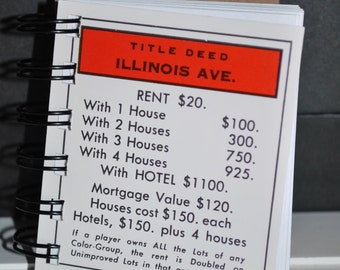 TITLE DEED
ILLINOIS AVE.
RENT $20.
With 1 House $100.
With 2 Houses 300.
With 3 Houses 750.
With 4 Houses 925.
With HOTEL $1100.
Mortgage Value $120.
Houses cost $150. each
Hotels, $150. plus 4 houses
If a player owns ALL the Lots of any
Color-Group, the rent is Doubled on
Unimproved Lots in that